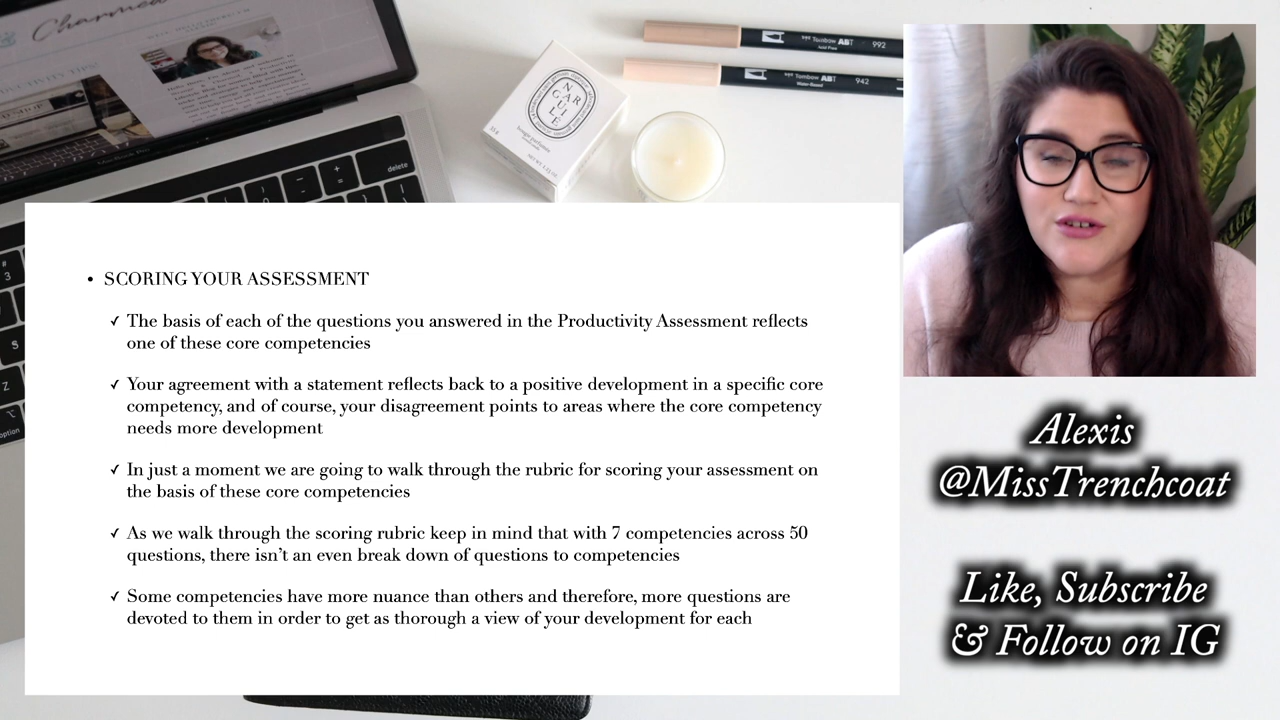 Charmed
Tombow ABT
992
Tombow ABT
942
NARGUILE
delete
option
• SCORING YOUR ASSESSMENT
✓ The basis of each of the questions you answered in the Productivity Assessment reflects
one of these core competencies
✓ Your agreement with a statement reflects back to a positive development in a specific core
competency, and of course, your disagreement points to areas where the core competency
needs more development
✓ In just a moment we are going to walk through the rubric for scoring your assessment on
the basis of these core competencies
✓ As we walk through the scoring rubric keep in mind that with 7 competencies across 50
questions, there isn't an even break down of questions to competencies
✓ Some competencies have more nuance than others and therefore, more questions are
devoted to them in order to get as thorough a view of your development for each
Alexis
@MissTrenchcoat
Like, Subscribe
& Follow on IG